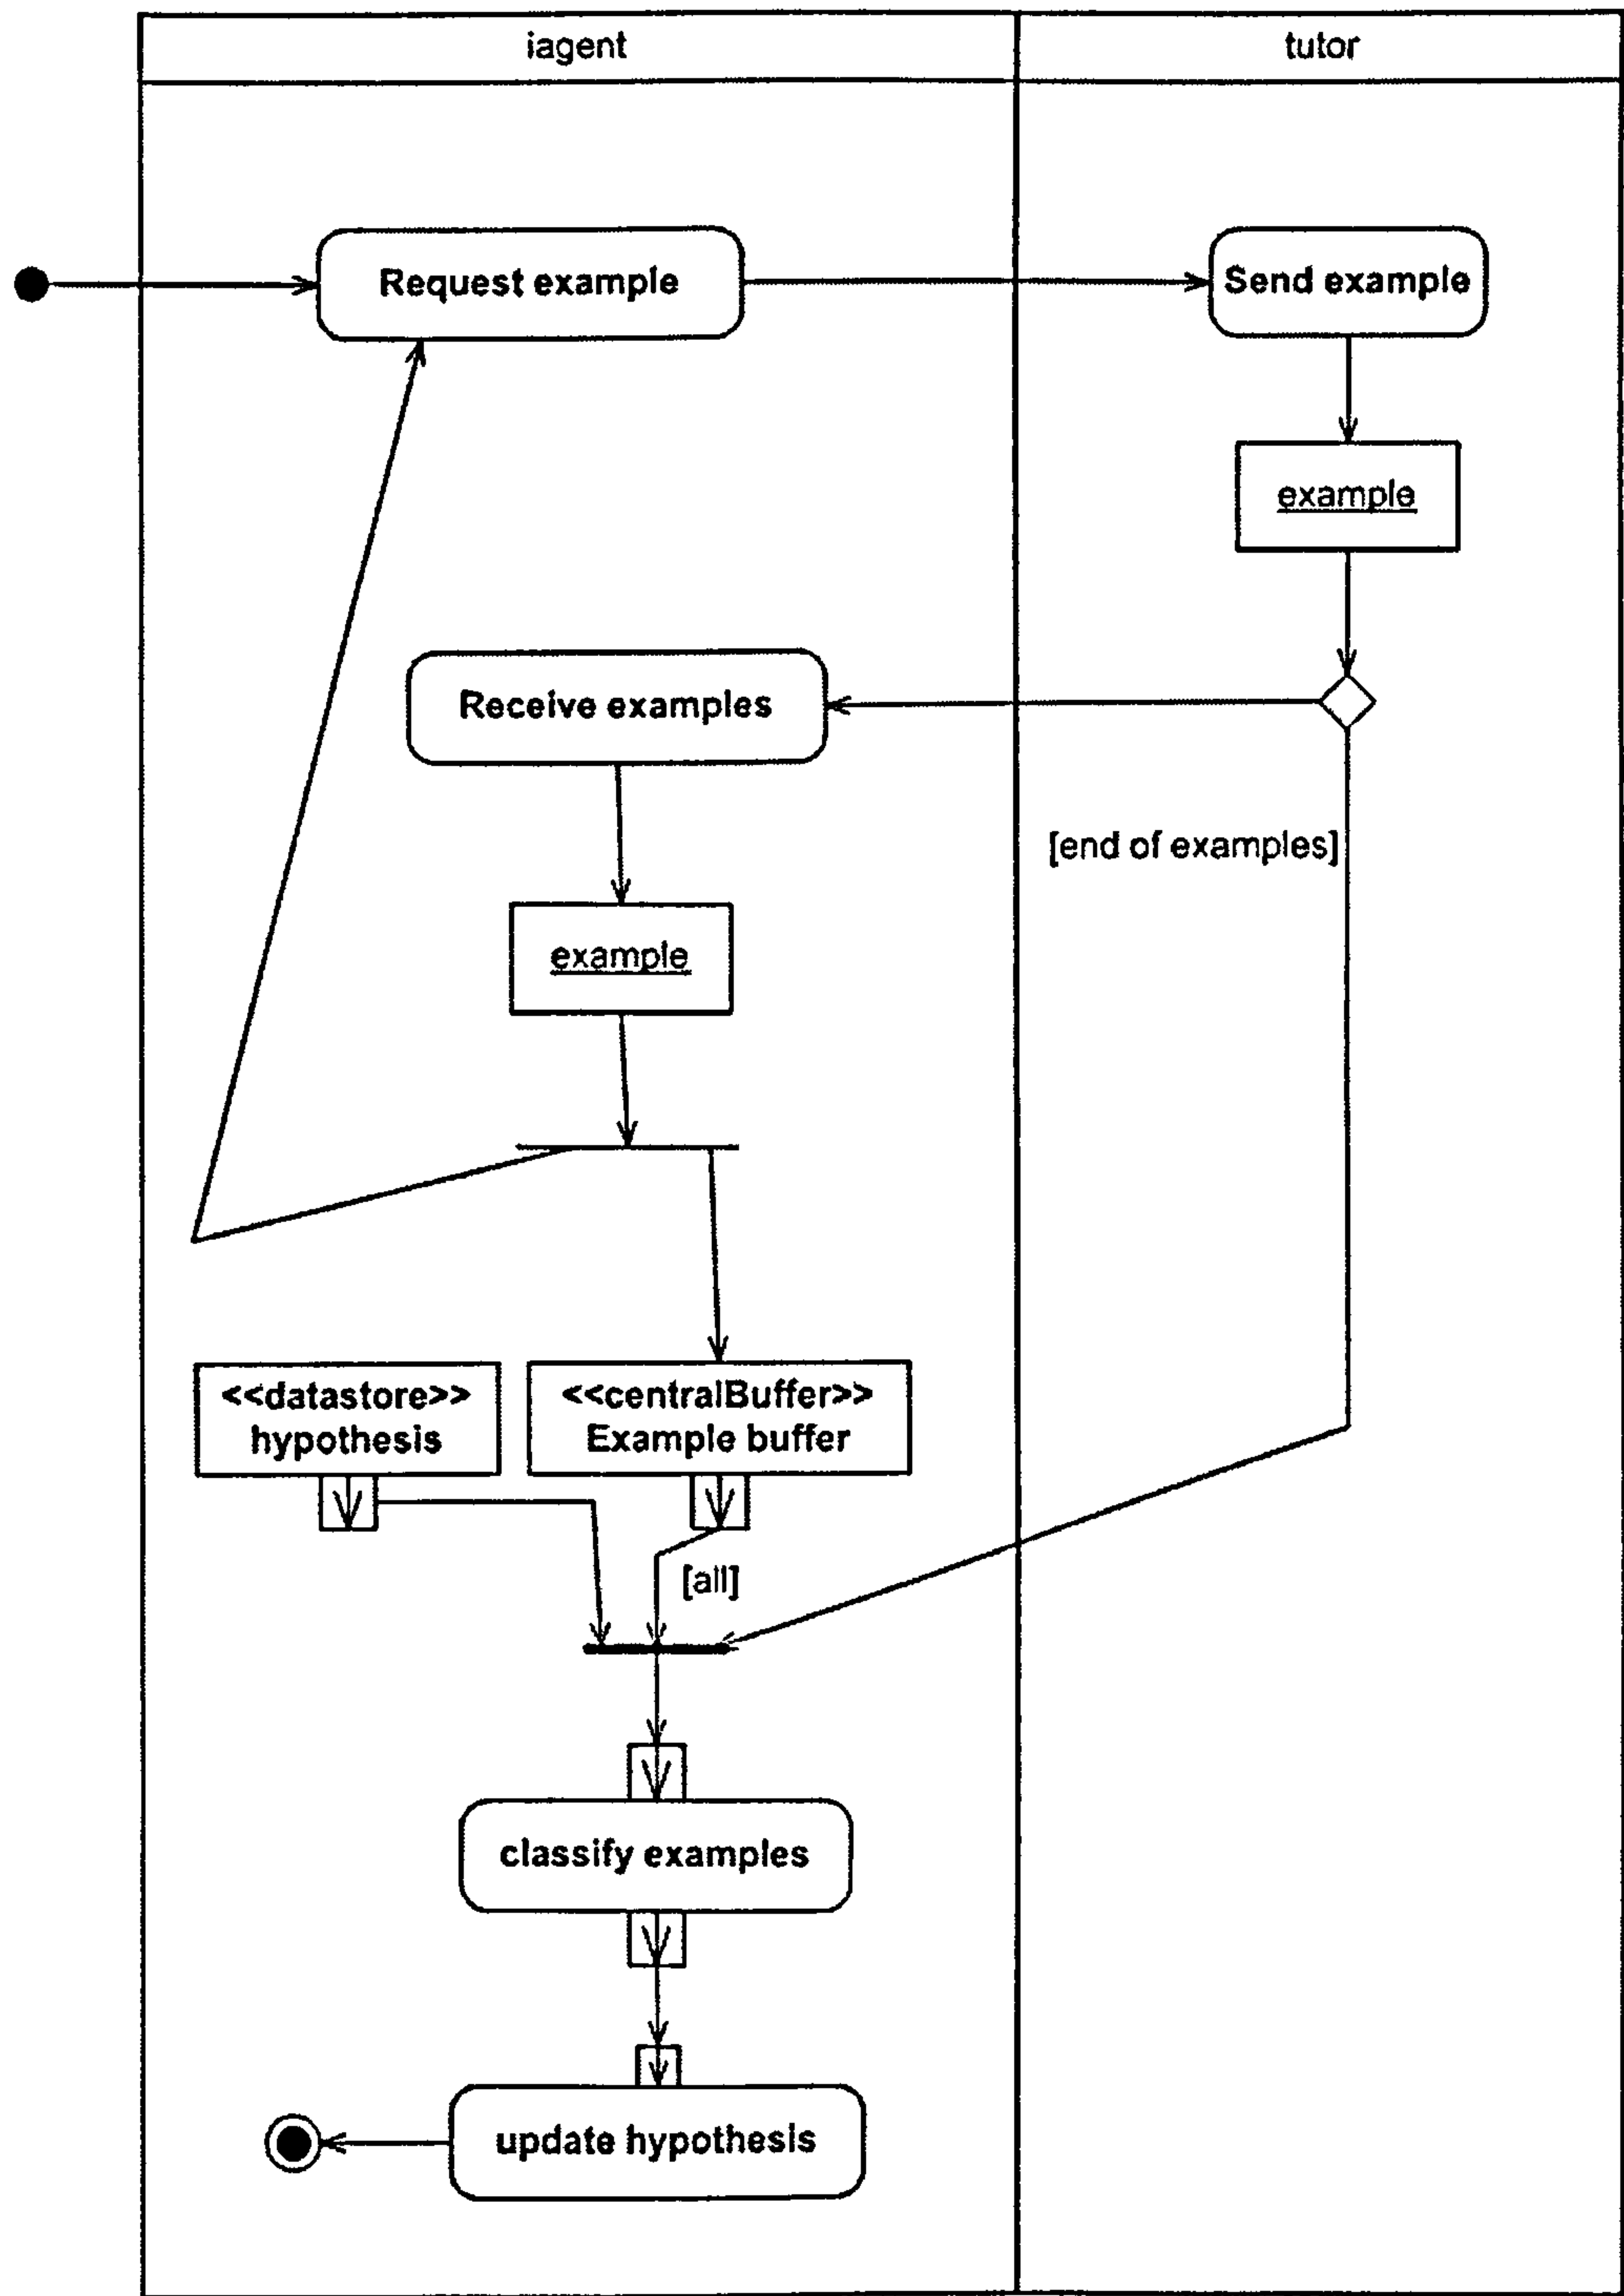 iagent
tutor
Request example
Send example
example
Receive examples
[end of examples]
example
<<datastore>>
hypothesis
<<centralBuffer>>
Example buffer
[all]
classify examples
update hypothesis